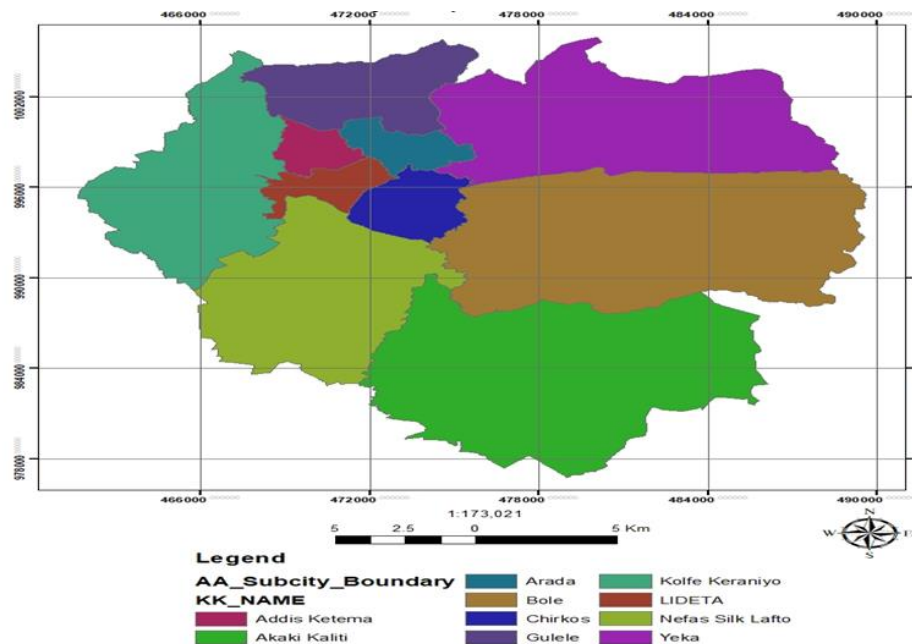 466000 472000 478000 484000 490000
1002000
996000
990000
984000
978000
466000 472000 478000 484000 490000
1:173,021
5 2.5 0 5 Km
N
W E
S
Legend
AA_Subcity_Boundary
KK_NAME
Addis Ketema
Akaki Kaliti
Arada
Bole
Chirkos
Gulele
Kolfe Keraniyo
LIDETA
Nefas Silk Lafto
Yeka